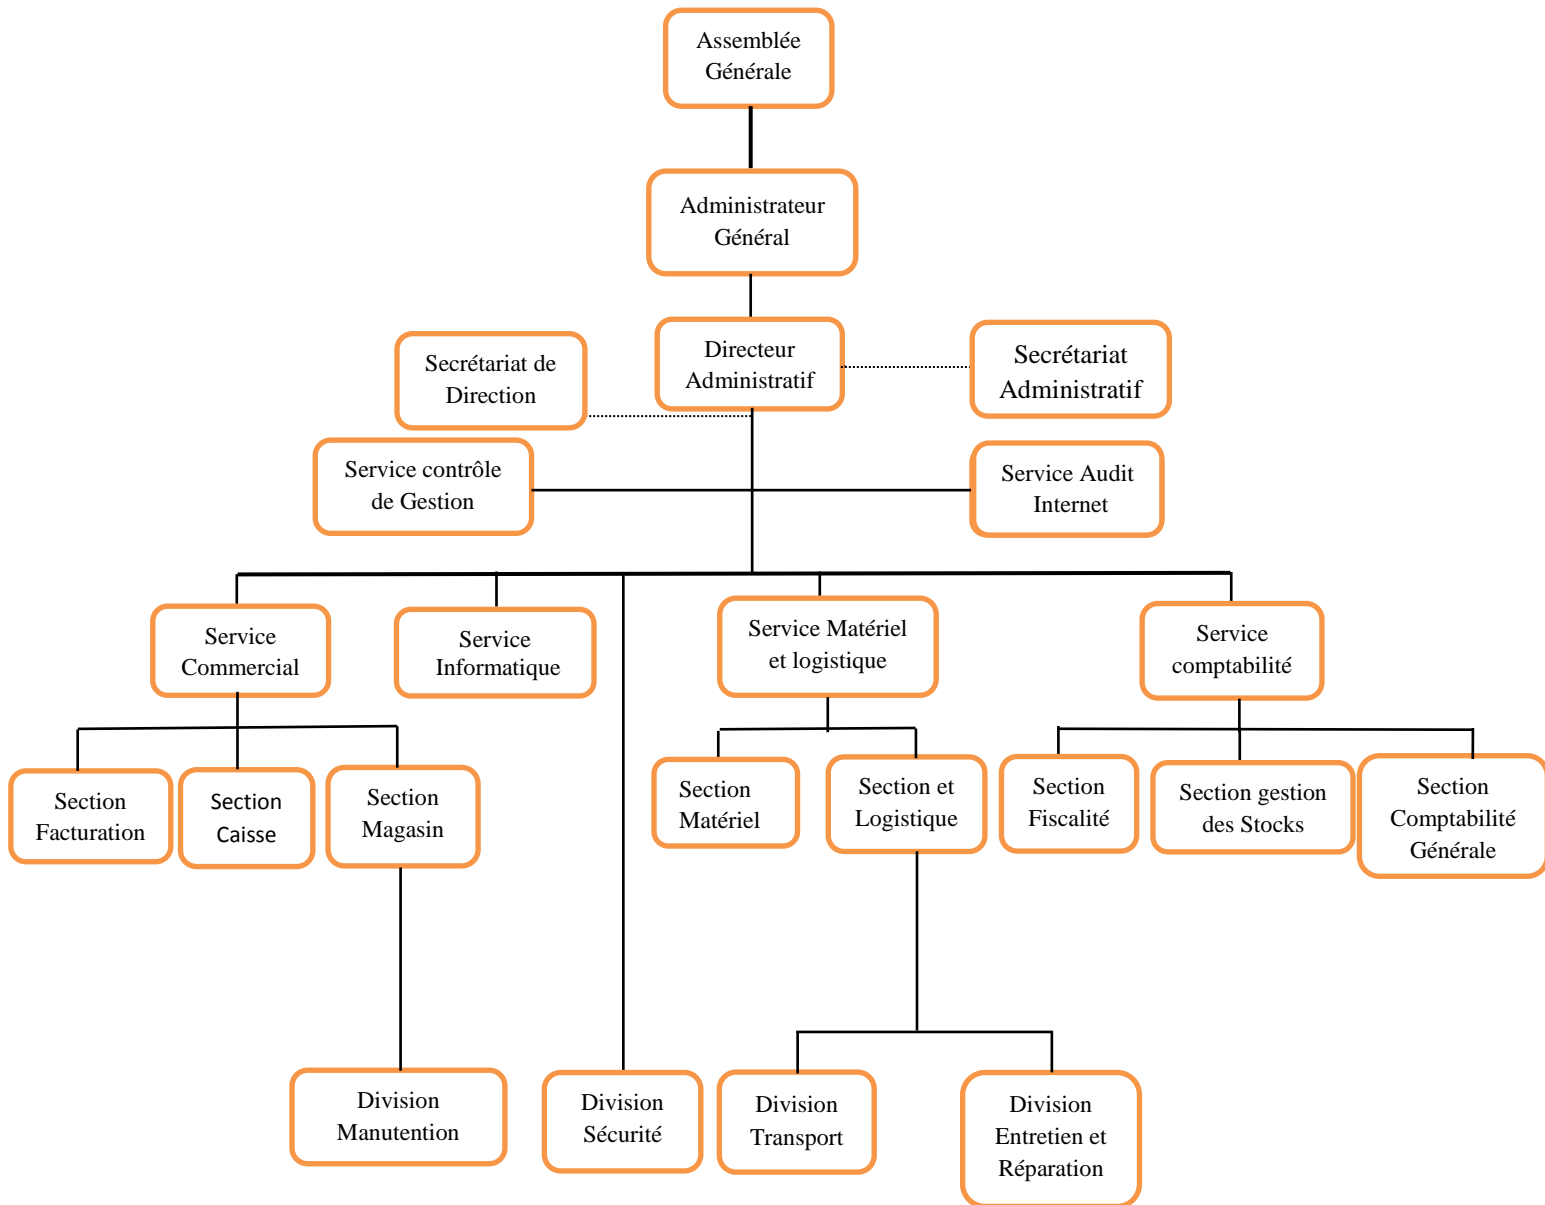 Assemblée
Générale
Administrateur
Général
Directeur
Administratif
Secrétariat de
Direction
Secrétariat
Administratif
Service contrôle
de Gestion
Service Audit
Internet
Service
Commercial
Service
Informatique
Service Matériel
et logistique
Service
comptabilité
Section
Facturation
Section
Caisse
Section
Magasin
Section
Matériel
Section et
Logistique
Section
Fiscalité
Section gestion
des Stocks
Section
Comptabilité
Générale
Division
Manutention
Division
Sécurité
Division
Transport
Division
Entretien et
Réparation